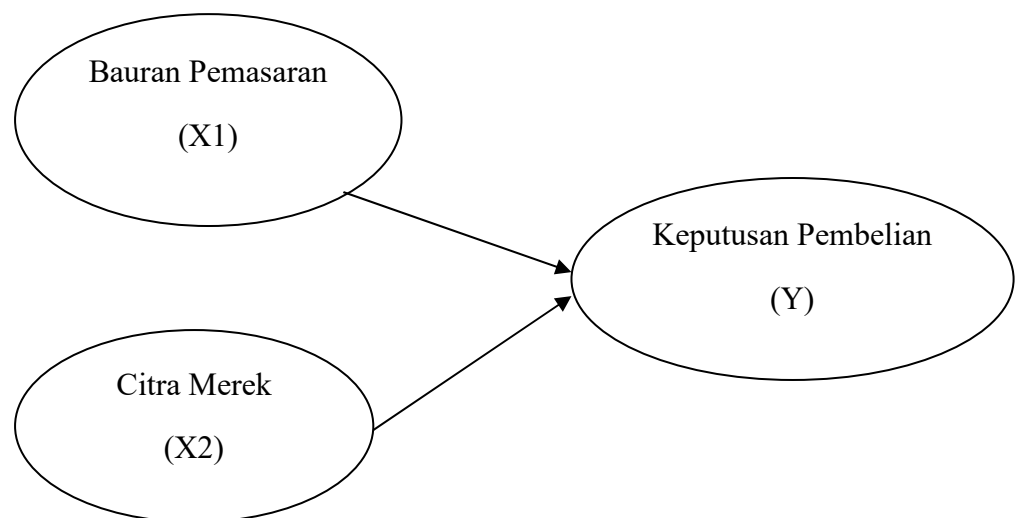 Bauran Pemasaran
(X1)
Keputusan Pembelian
(Y)
Citra Merek
(X2)